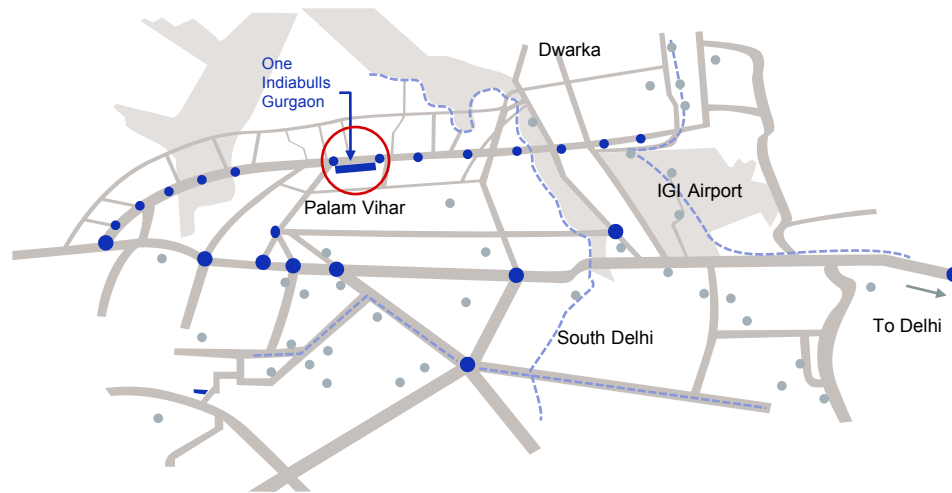 Dwarka
One
Indiabulls
Gurgaon
IGI Airport
Palam Vihar
To Delhi
South Delhi